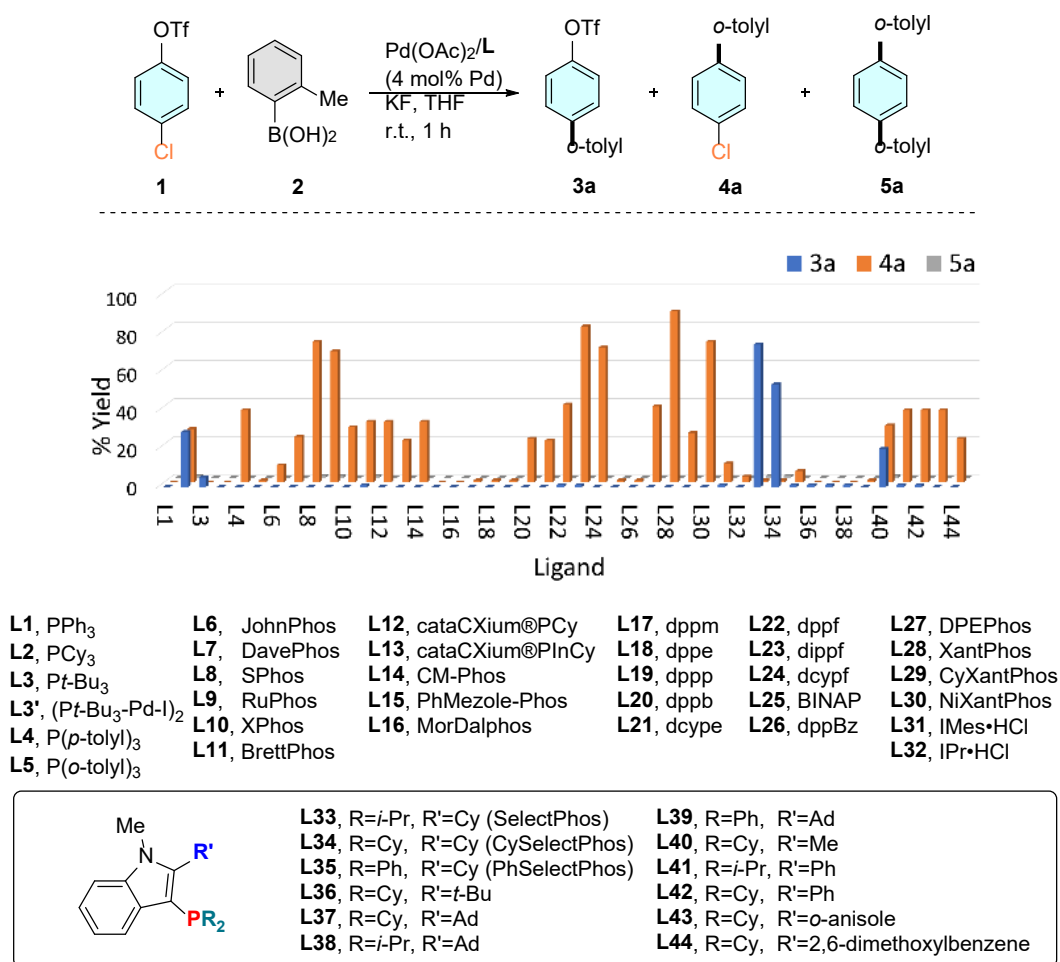 OTf
Cl
1
+
Me
B(OH)2
2
Pd(OAc)2/L
(4 mol% Pd)
KF, THF
r.t., 1 h
OTf
o-tolyl
3a
+
o-tolyl
Cl
4a
+
o-tolyl
o-tolyl
5a
3a 4a 5a
100
80
60
40
20
0
% Yield
L1 L3 L4 L6 L8 L10 L12 L14 L16 L18 L20 L22 L24 L26 L28 L30 L32 L34 L36 L38 L40 L42 L44
Ligand
L1, PPh3
L2, PCy3
L3, Pt-Bu3
L3', (Pt-Bu3-Pd-I)2
L4, P(p-tolyl)3
L5, P(o-tolyl)3
L6, JohnPhos
L7, DavePhos
L8, SPhos
L9, RuPhos
L10, XPhos
L11, BrettPhos
L12, cataCXium®PCy
L13, cataCXium®PInCy
L14, CM-Phos
L15, PhMezole-Phos
L16, MorDalphos
L17, dppm
L18, dppe
L19, dppp
L20, dppb
L21, dcype
L22, dppf
L23, dippf
L24, dcypf
L25, BINAP
L26, dppBz
L27, DPEPhos
L28, XantPhos
L29, CyXantPhos
L30, NiXantPhos
L31, IMes•HCl
L32, IPr•HCl
Me
N
R'
PR2
L33, R=i-Pr, R'=Cy (SelectPhos)
L34, R=Cy, R'=Cy (CySelectPhos)
L35, R=Ph, R'=Cy (PhSelectPhos)
L36, R=Cy, R'=t-Bu
L37, R=Cy, R'=Ad
L38, R=i-Pr, R'=Ad
L39, R=Ph, R'=Ad
L40, R=Cy, R'=Me
L41, R=i-Pr, R'=Ph
L42, R=Cy, R'=Ph
L43, R=Cy, R'=o-anisole
L44, R=Cy, R'=2,6-dimethoxylbenzene